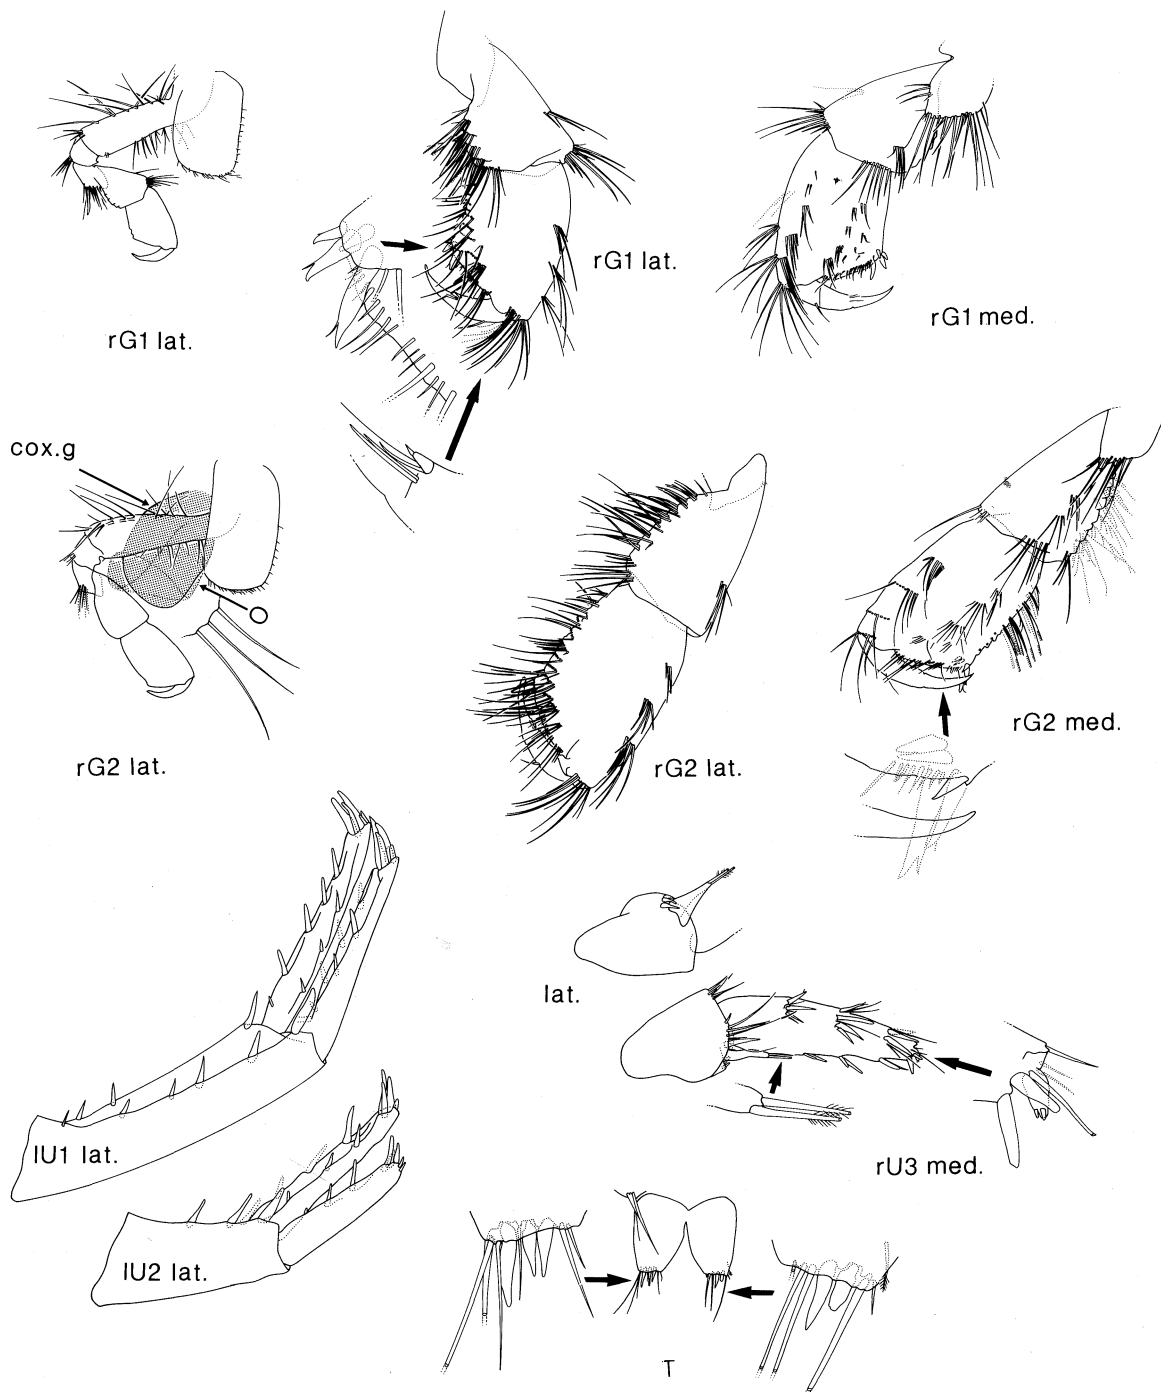 rG1 lat.
rG1 lat.
rG1 med.
cox.g
O
rG2 lat.
rG2 lat.
rG2 med.
lat.
lU1 lat.
rU3 med.
lU2 lat.
T